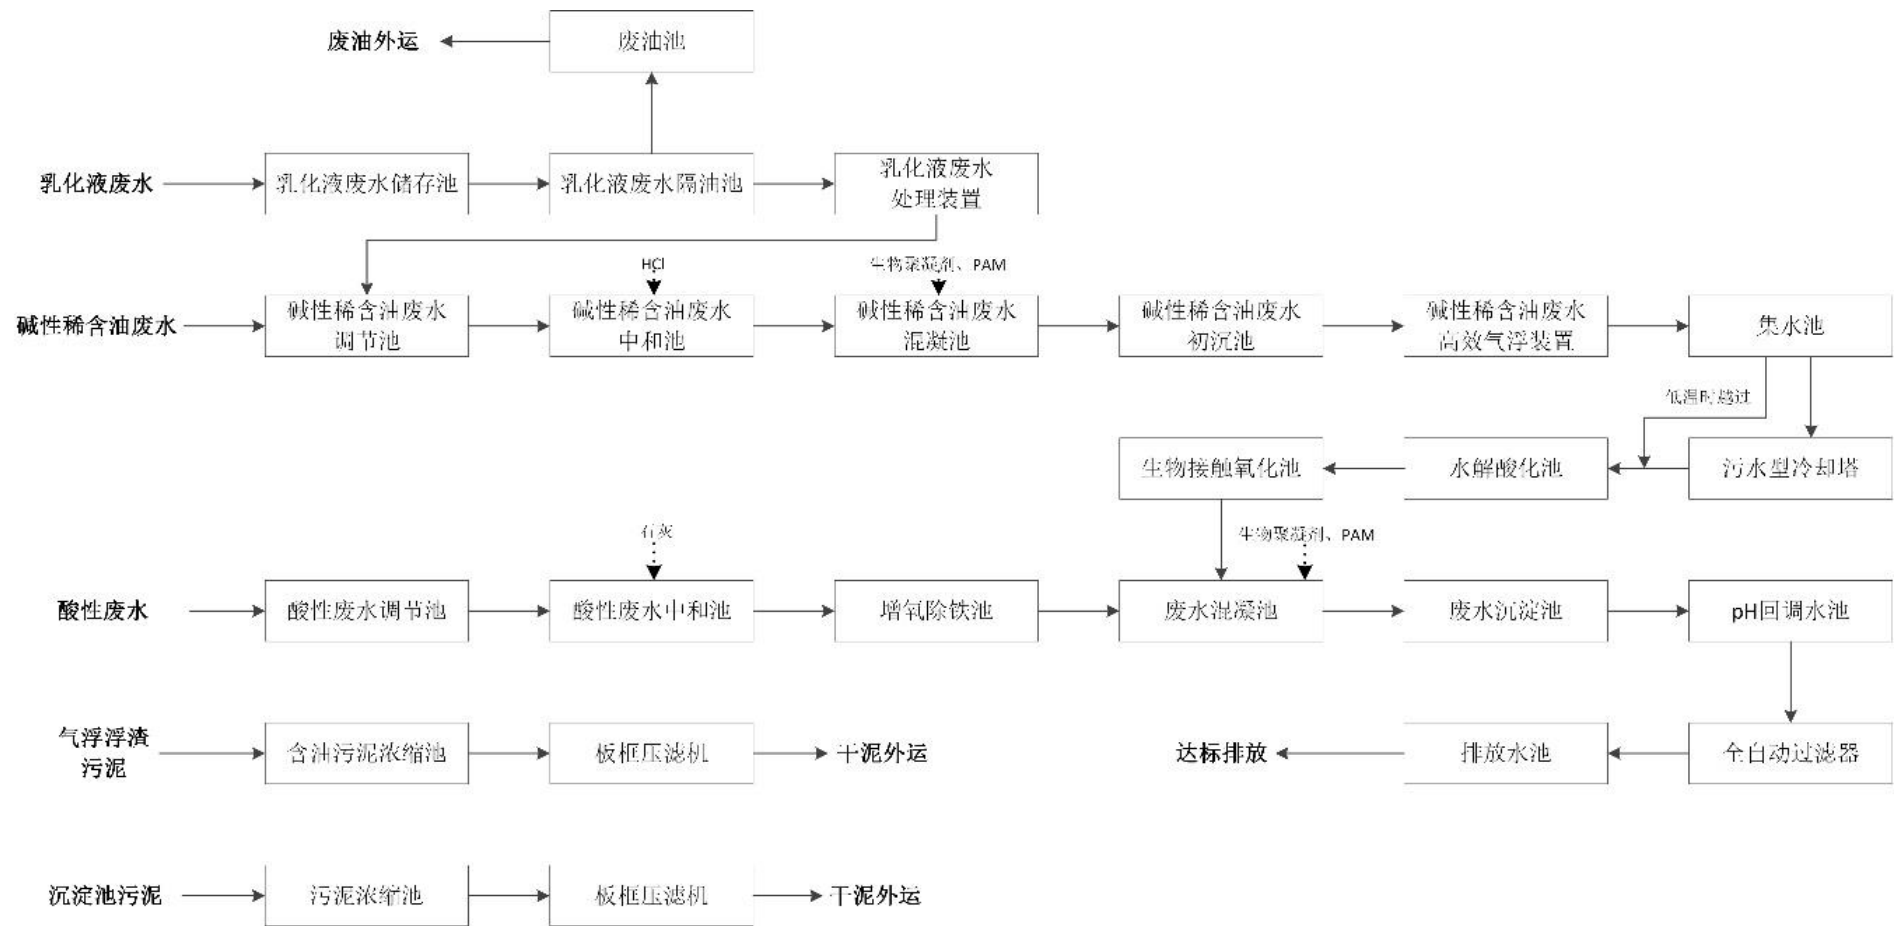 废油外运
废油池
乳化液废水
乳化液废水储存池
乳化液废水隔油池
乳化液废水
处理装置
HCl
生物聚凝剂、PAM
碱性稀含油废水
碱性稀含油废水
调节池
碱性稀含油废水
中和池
碱性稀含油废水
混凝池
碱性稀含油废水
初沉池
碱性稀含油废水
高效气浮装置
集水池
低温时越过
生物接触氧化池
水解酸化池
污水型冷却塔
石灰
生物聚凝剂、PAM
酸性废水
酸性废水调节池
酸性废水中和池
增氧除铁池
废水混凝池
废水沉淀池
pH回调水池
气浮浮渣
污泥
含油污泥浓缩池
板框压滤机
干泥外运
达标排放
排放水池
全自动过滤器
沉淀池污泥
污泥浓缩池
板框压滤机
干泥外运